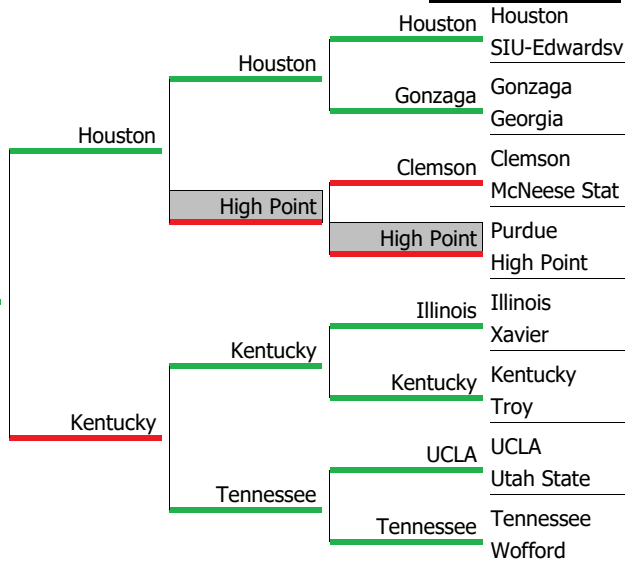 Houston
SIU-Edwardsv
Houston
Houston
Gonzaga
Georgia
Gonzaga
Houston
Clemson
McNeese Stat
Clemson
High Point
Purdue
High Point
High Point
Illinois
Xavier
Illinois
Kentucky
Kentucky
Troy
Kentucky
Kentucky
UCLA
Utah State
UCLA
Tennessee
Tennessee
Wofford
Tennessee